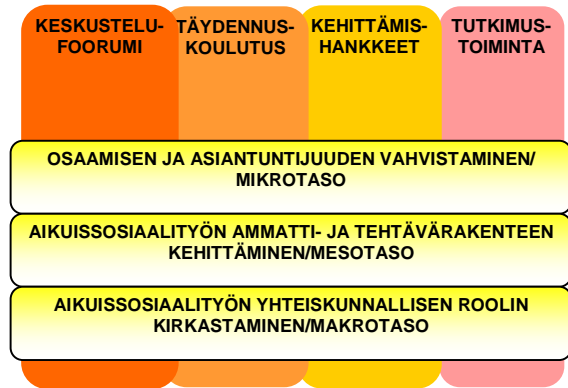 KESKUSTELU-
FOORUMI
TÄYDENNUS-
KOULUTUS
KEHITTÄMIS-
HANKKEET
TUTKIMUS-
TOIMINTA
OSAAMISEN JA ASIANTUNTIJUUDEN VAHVISTAMINEN/
MIKROTASO
AIKUISSOSIAALITYÖN AMMATTI- JA TEHTÄVÄRAKENTEEN
KEHITTÄMINEN/MESOTASO
AIKUISSOSIAALITYÖN YHTEISKUNNALLISEN ROOLIN
KIRKASTAMINEN/MAKROTASO